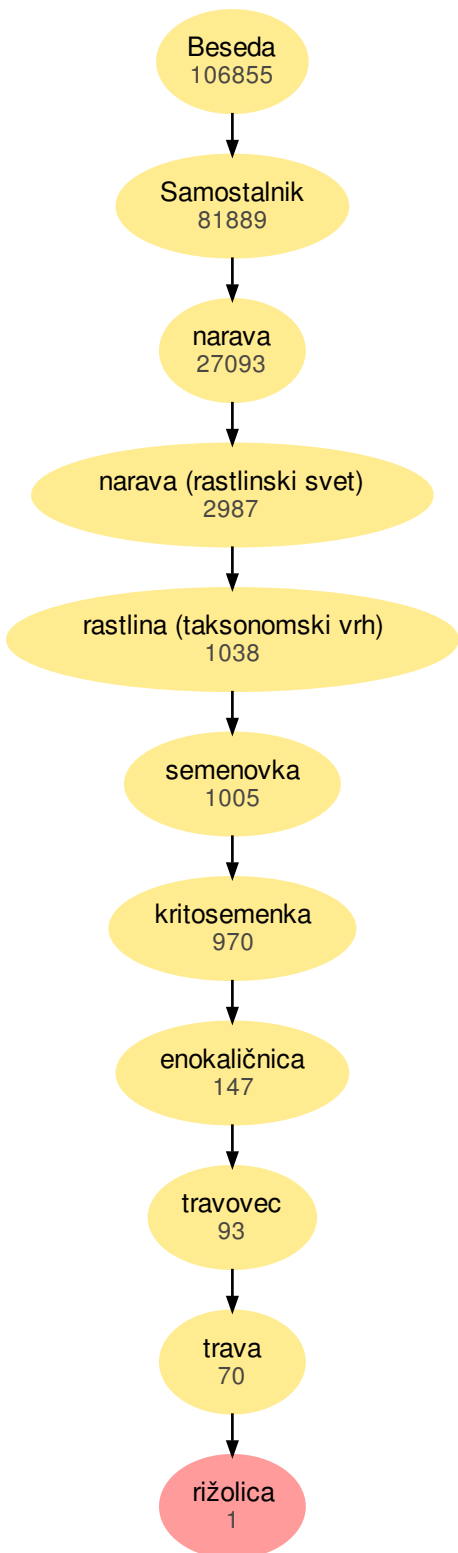 Beseda
106855
Samostalnik
81889
narava
27093
narava (rastlinski svet)
2987
rastlina (taksonomski vrh)
1038
semenovka
1005
kritosemenka
970
enokaličnica
147
travovec
93
trava
70
rižolica
1